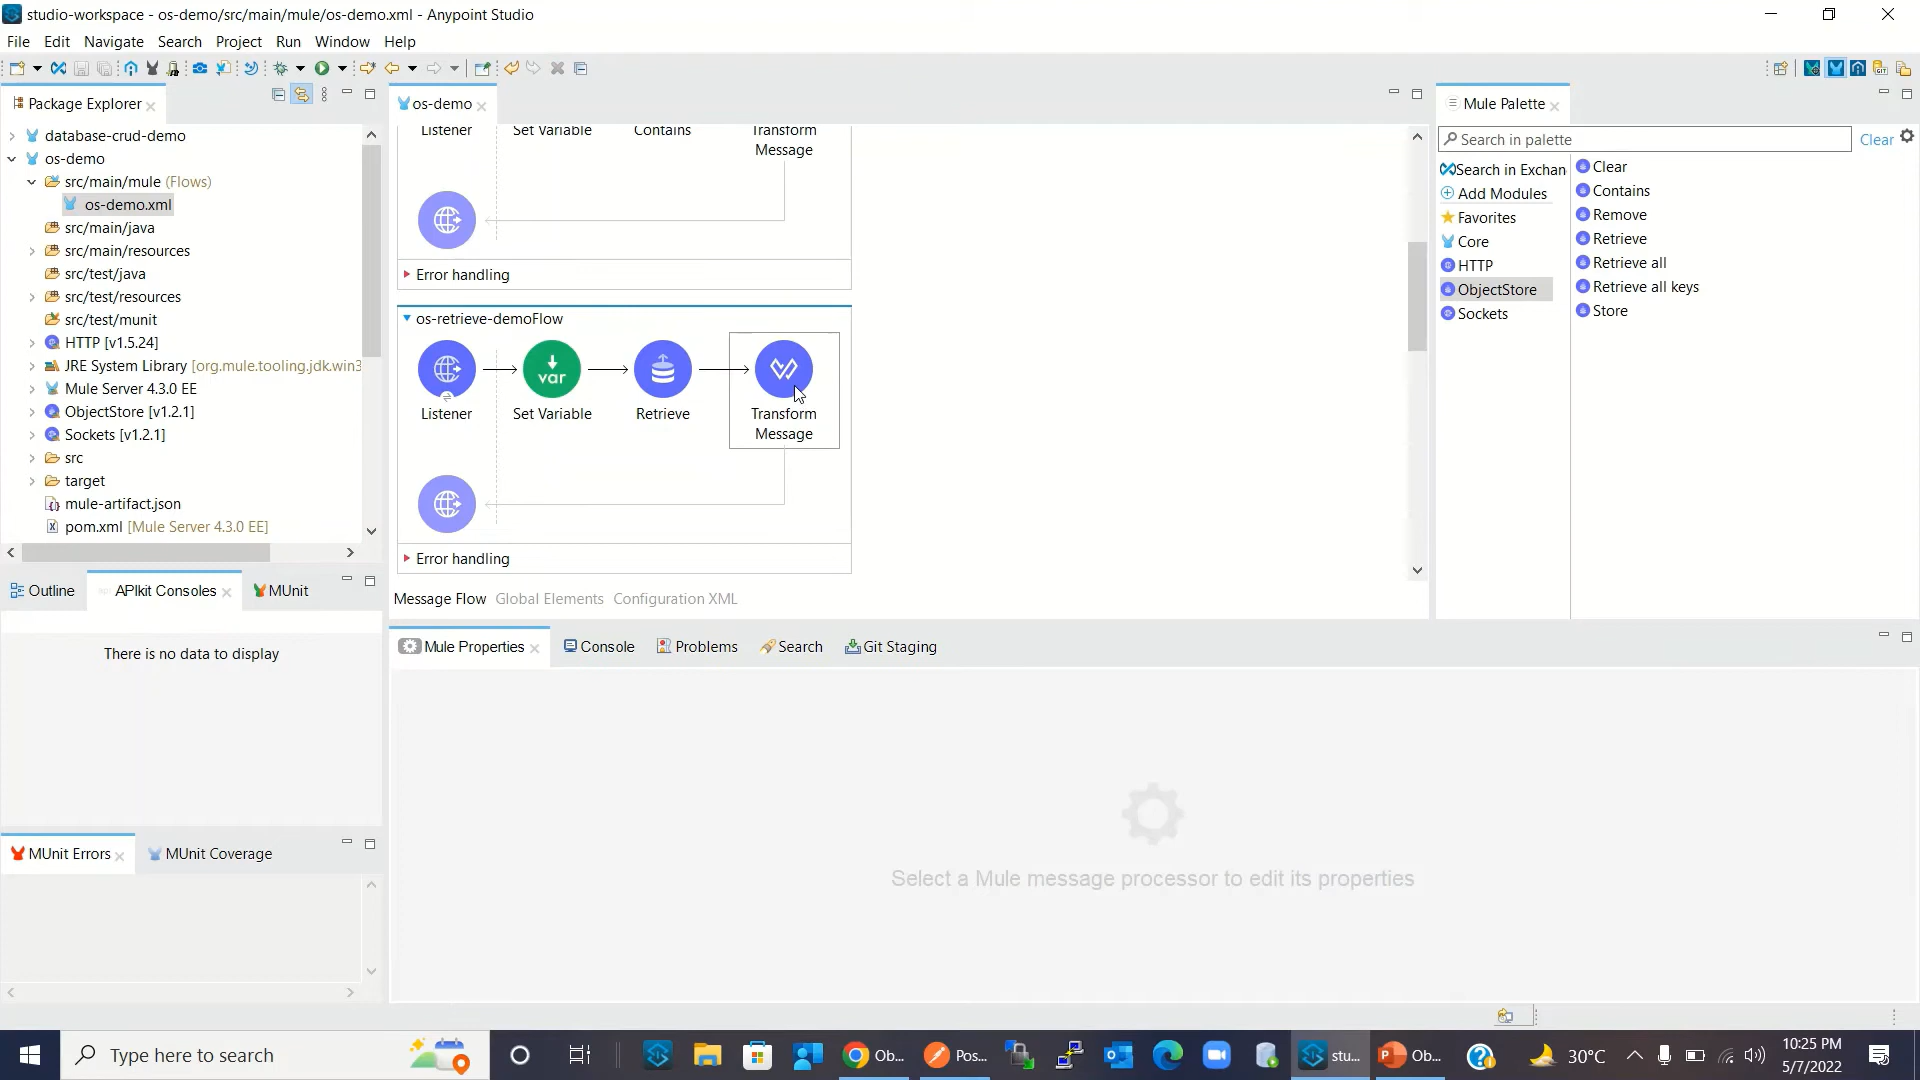 studio-workspace - os-demo/src/main/mule/os-demo.xml - Anypoint Studio
File Edit Navigate Search Project Run Window Help
Package Explorer
database-crud-demo
os-demo
src/main/mule (Flows)
os-demo.xml
src/main/java
src/main/resources
src/test/java
src/test/resources
src/test/munit
HTTP [v1.5.24]
JRE System Library [org.mule.tooling.jdk.win3
Mule Server 4.3.0 EE
ObjectStore [v1.2.1]
Sockets [v1.2.1]
src
target
mule-artifact.json
pom.xml [Mule Server 4.3.0 EE]
os-demo
Listener Set Variable Contains Transform Message
Error handling
os-retrieve-demoFlow
var
Listener Set Variable Retrieve Transform Message
Error handling
Message Flow Global Elements Configuration XML
Mule Palette
Search in palette
Clear
Search in Exchan
Add Modules
Favorites
Core
HTTP
ObjectStore
Sockets
Clear
Contains
Remove
Retrieve
Retrieve all
Retrieve all keys
Store
Outline APIkit Consoles MUnit
There is no data to display
MUnit Errors MUnit Coverage
Mule Properties Console Problems Search Git Staging
Select a Mule message processor to edit its properties
Type here to search
Ob...
Pos...
stu...
Ob...
30°C
10:25 PM
5/7/2022